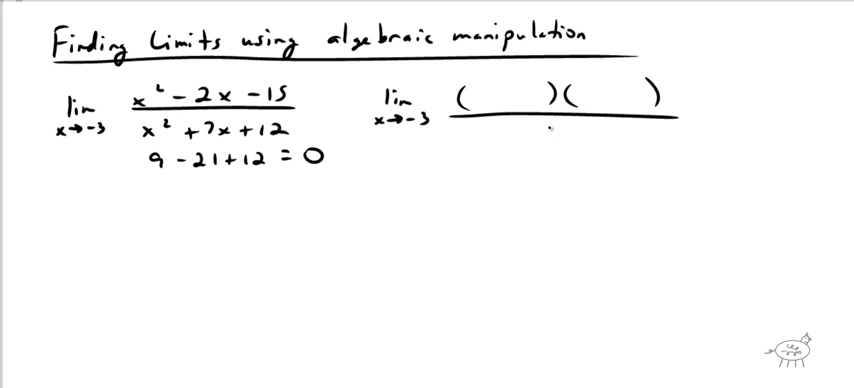 Finding Limits using algebraic manipulation
lim x→-3 (x² - 2x - 15)/(x² + 7x + 12)
lim x→-3 ( )( )
9 - 21 + 12 = 0